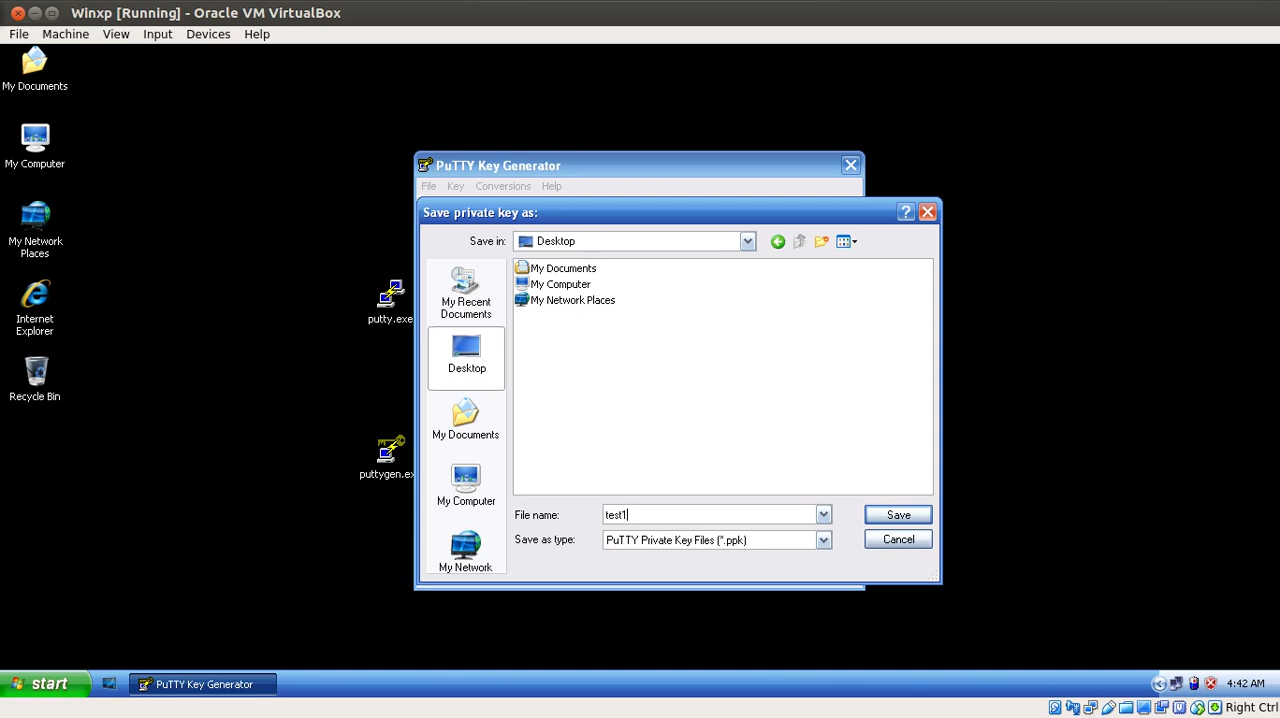 Winxp [Running] - Oracle VM VirtualBox
File Machine View Input Devices Help
My Documents
My Computer
My Network
Places
Internet
Explorer
Recycle Bin
putty.exe
puttygen.ex
PuTTY Key Generator
File Key Conversions Help
Save private key as:
Save in: Desktop
My Recent
Documents
Desktop
My Documents
My Computer
My Network
My Documents
My Computer
My Network Places
File name: test1
Save
Save as type: PuTTY Private Key Files (*.ppk)
Cancel
start
PuTTY Key Generator
4:42 AM
Right Ctrl